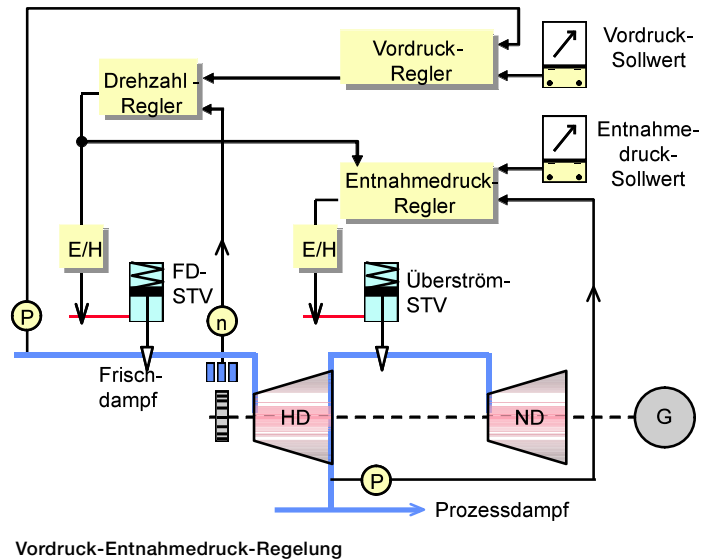 Vordruck-
Regler
Vordruck-
Sollwert
Drehzahl-
Regler
Entnahme-
druck-
Sollwert
Entnahmedruck-
Regler
E/H
E/H
FD-
STV
Überström-
STV
P
n
Frisch-
dampf
HD
ND
G
P
Prozessdampf
Vordruck-Entnahmedruck-Regelung